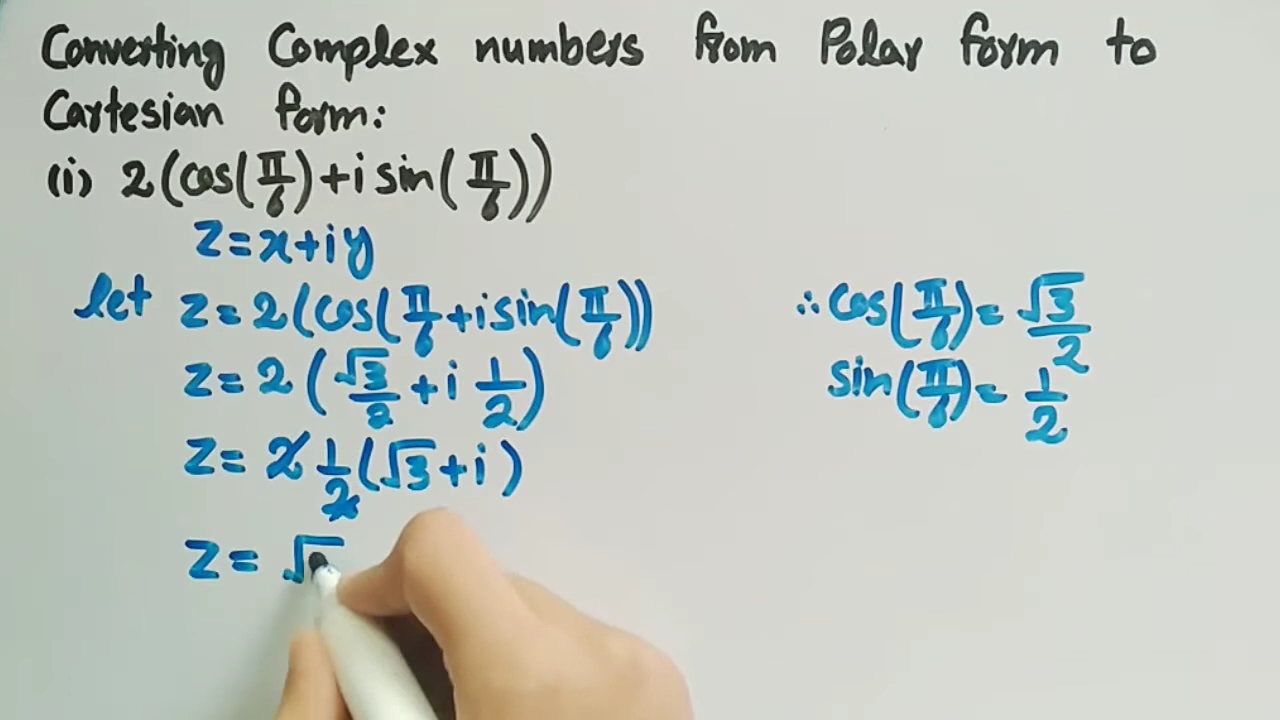 Converting Complex numbers from Polar form to
Cartesian form:
(i) 2(cos(π/6)+i sin(π/6))
z=x+iy
let z=2(cos(π/6+isin(π/6))
∴cos(π/6)=√3/2
z=2(√3/2+i 1/2)
sin(π/6)=1/2
z=2 1/2(√3+i)
z=√